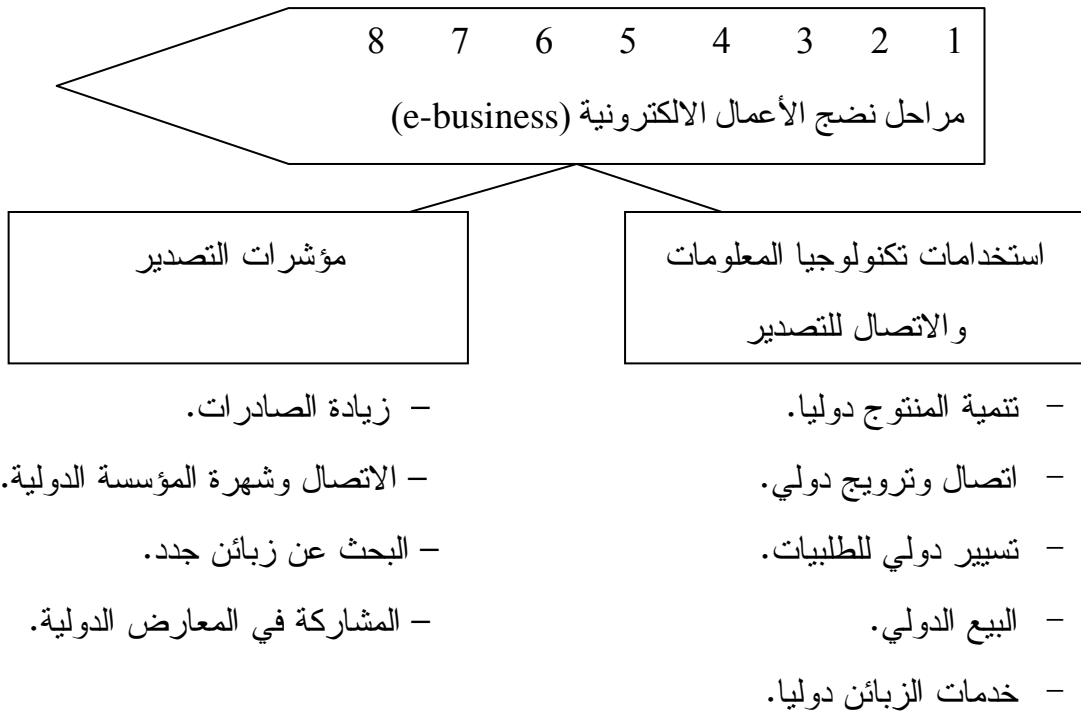 1 2 3 4 5 6 7 8
مراحل نضج الأعمال الالكترونية (e-business)
استخدامات تكنولوجيا المعلومات
والاتصال للتصدير
- تنمية المنتوج دوليا.
- اتصال وترويج دولي.
- تسيير دولي للطلبيات.
- البيع الدولي.
- خدمات الزبائن دوليا.
مؤشرات التصدير
- زيادة الصادرات.
- الاتصال وشهرة المؤسسة الدولية.
- البحث عن زبائن جدد.
- المشاركة في المعارض الدولية.